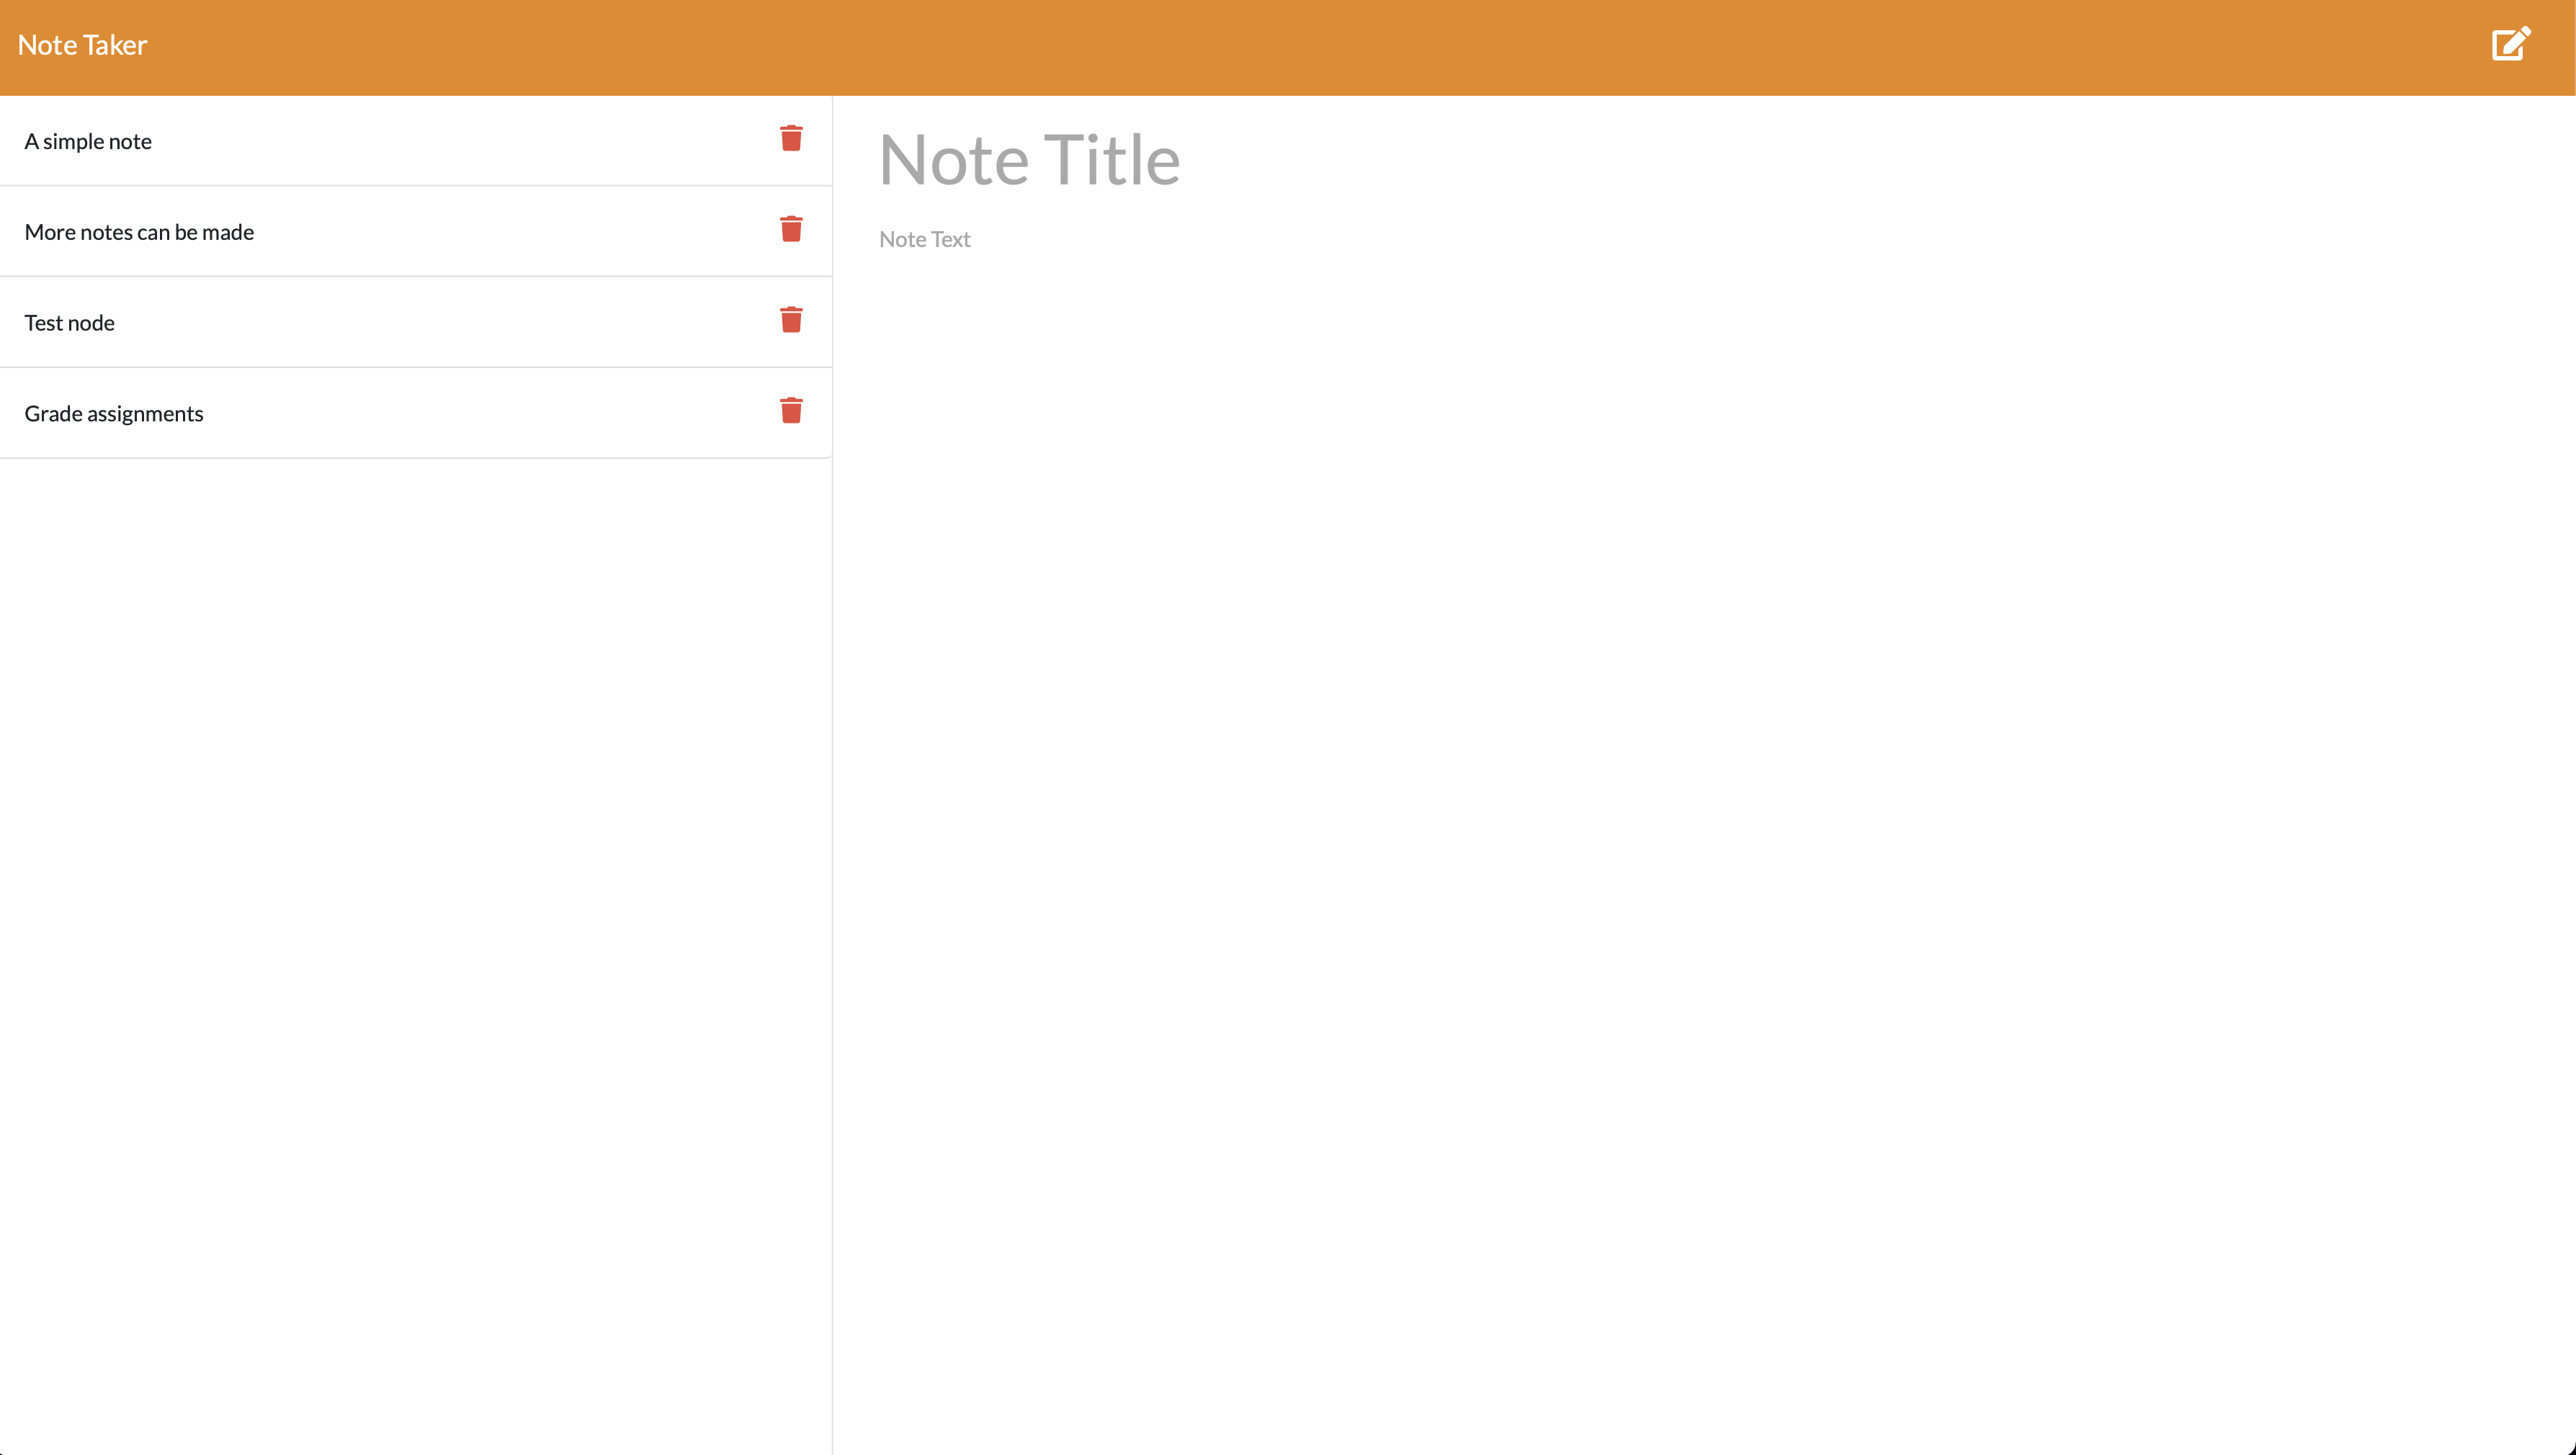 Note Taker
A simple note
More notes can be made
Test node
Grade assignments
Note Title
Note Text